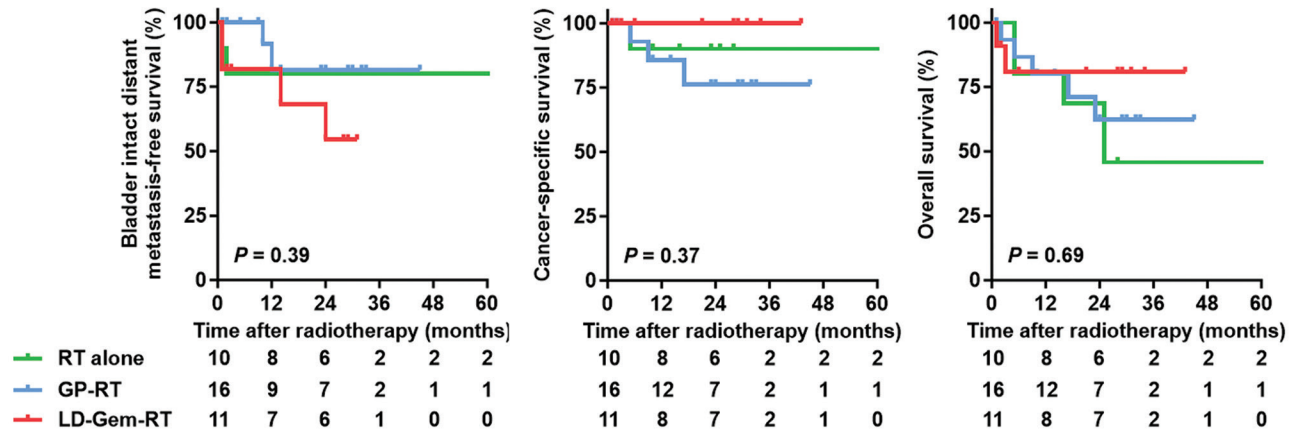 Bladder intact distant
metastasis-free survival (%)
100
75
50
25
0
P = 0.39
0 12 24 36 48 60
Time after radiotherapy (months)
Cancer-specific survival (%)
100
75
50
25
0
P = 0.37
0 12 24 36 48 60
Time after radiotherapy (months)
Overall survival (%)
100
75
50
25
0
P = 0.69
0 12 24 36 48 60
Time after radiotherapy (months)
RT alone 10 8 6 2 2 2 10 8 6 2 2 2 10 8 6 2 2 2
GP-RT 16 9 7 2 1 1 16 12 7 2 1 1 16 12 7 2 1 1
LD-Gem-RT 11 7 6 1 0 0 11 8 7 2 1 0 11 8 7 2 1 0